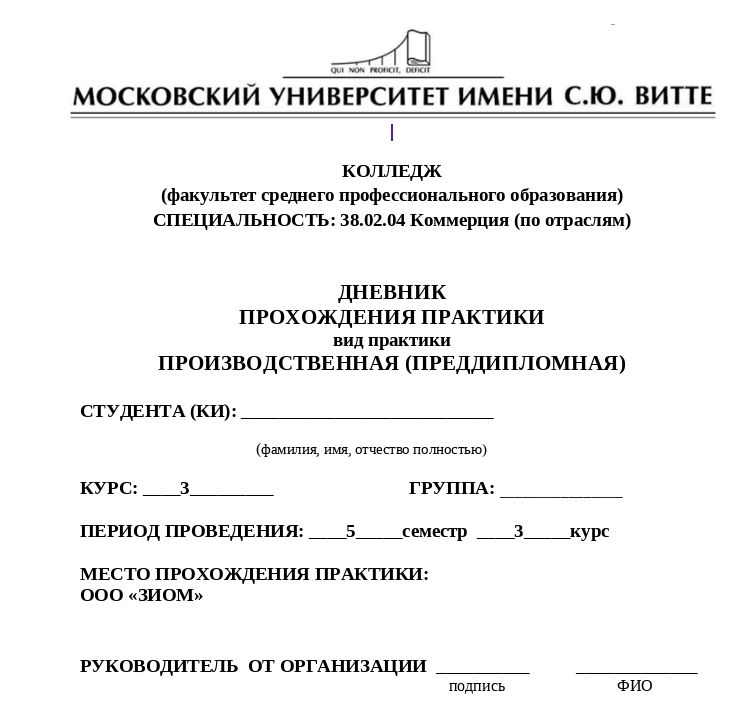 QUI NON PROFICIT, DEFICIT
МОСКОВСКИЙ УНИВЕРСИТЕТ ИМЕНИ С.Ю. ВИТТЕ
КОЛЛЕДЖ
(факультет среднего профессионального образования)
СПЕЦИАЛЬНОСТЬ: 38.02.04 Коммерция (по отраслям)
ДНЕВНИК
ПРОХОЖДЕНИЯ ПРАКТИКИ
вид практики
ПРОИЗВОДСТВЕННАЯ (ПРЕДДИПЛОМНАЯ)
СТУДЕНТА (КИ): ___________________________
(фамилия, имя, отчество полностью)
КУРС: ____3_________ ГРУППА: _____________
ПЕРИОД ПРОВЕДЕНИЯ: ____5_____семестр ____3_____курс
МЕСТО ПРОХОЖДЕНИЯ ПРАКТИКИ:
ООО «ЗИОМ»
РУКОВОДИТЕЛЬ ОТ ОРГАНИЗАЦИИ __________ _____________
подпись ФИО